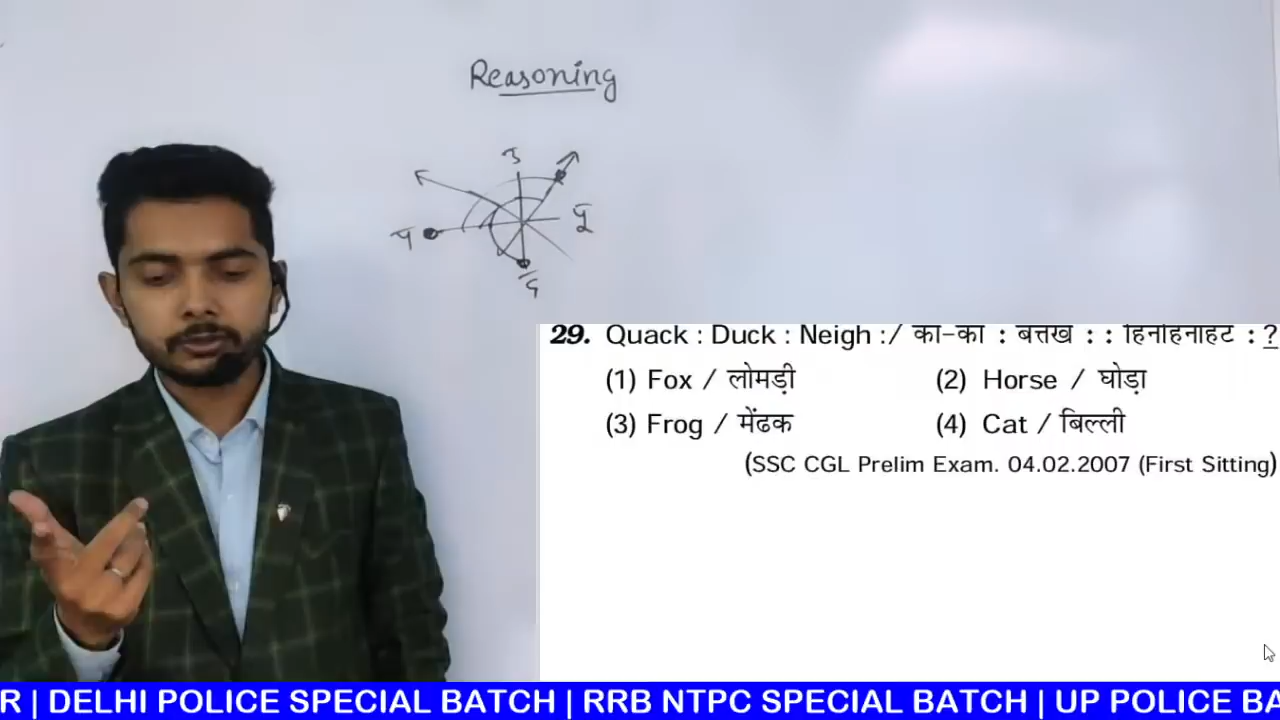 Reasoning
उ
पू
प
द
29. Quack : Duck : Neigh :/ का-का : बत्तख : : हिनहिनाहट : ?
(1) Fox / लोमड़ी (2) Horse / घोड़ा
(3) Frog / मेंढक (4) Cat / बिल्ली
(SSC CGL Prelim Exam. 04.02.2007 (First Sitting)
R | DELHI POLICE SPECIAL BATCH | RRB NTPC SPECIAL BATCH | UP POLICE BA